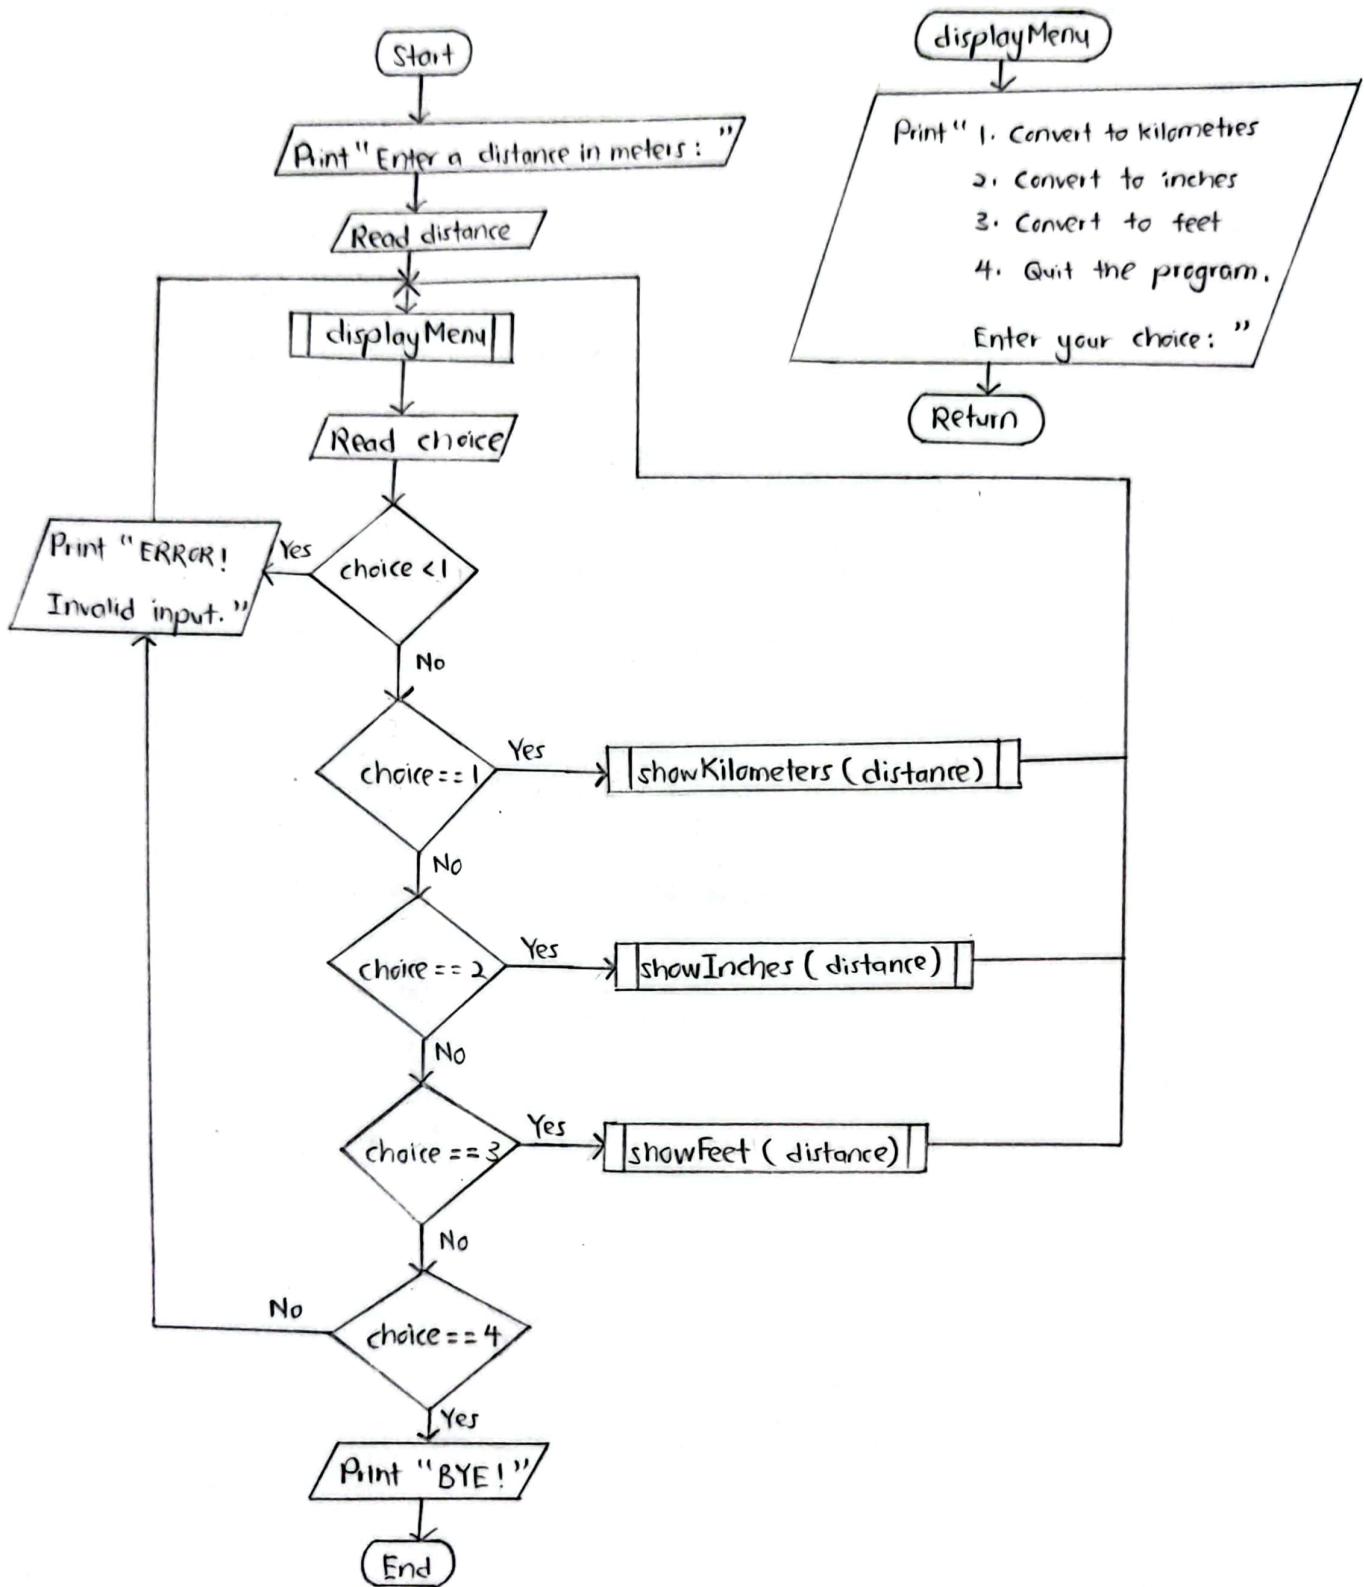 Start
Print "Enter a distance in meters: "
Read distance
displayMenu
Read choice
choice <1
Yes
Print "ERROR!
Invalid input."
No
choice==1
Yes
showKilometers (distance)
No
choice==2
Yes
showInches (distance)
No
choice==3
Yes
showFeet (distance)
No
choice==4
No
Yes
Print "BYE!"
End
displayMenu
Print " 1. Convert to kilometres
2. Convert to inches
3. Convert to feet
4. Quit the program.
Enter your choice: "
Return